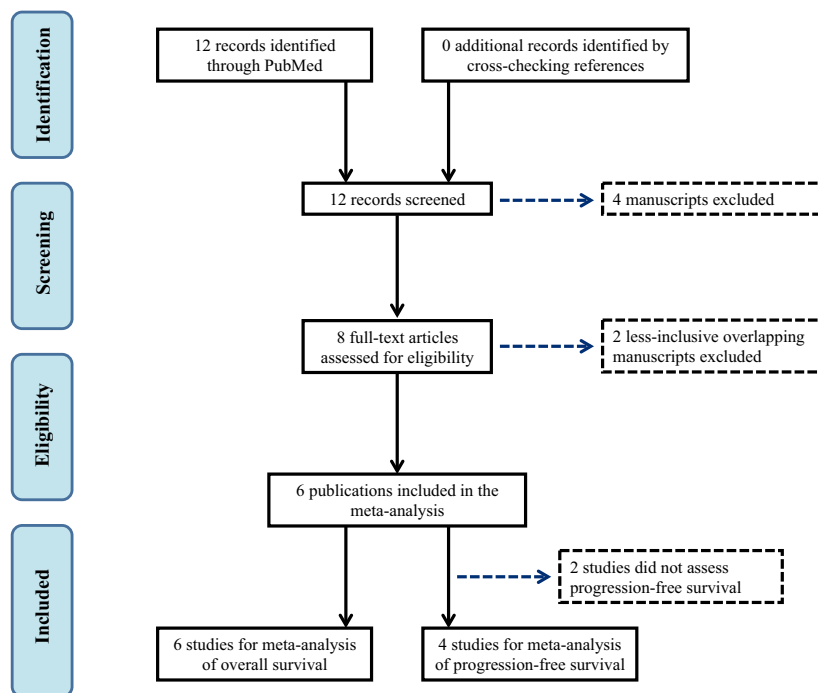 Identification
12 records identified
through PubMed
0 additional records identified by
cross-checking references
Screening
12 records screened
4 manuscripts excluded
8 full-text articles
assessed for eligibility
2 less-inclusive overlapping
manuscripts excluded
Eligibility
6 publications included in the
meta-analysis
Included
2 studies did not assess
progression-free survival
6 studies for meta-analysis
of overall survival
4 studies for meta-analysis
of progression-free survival